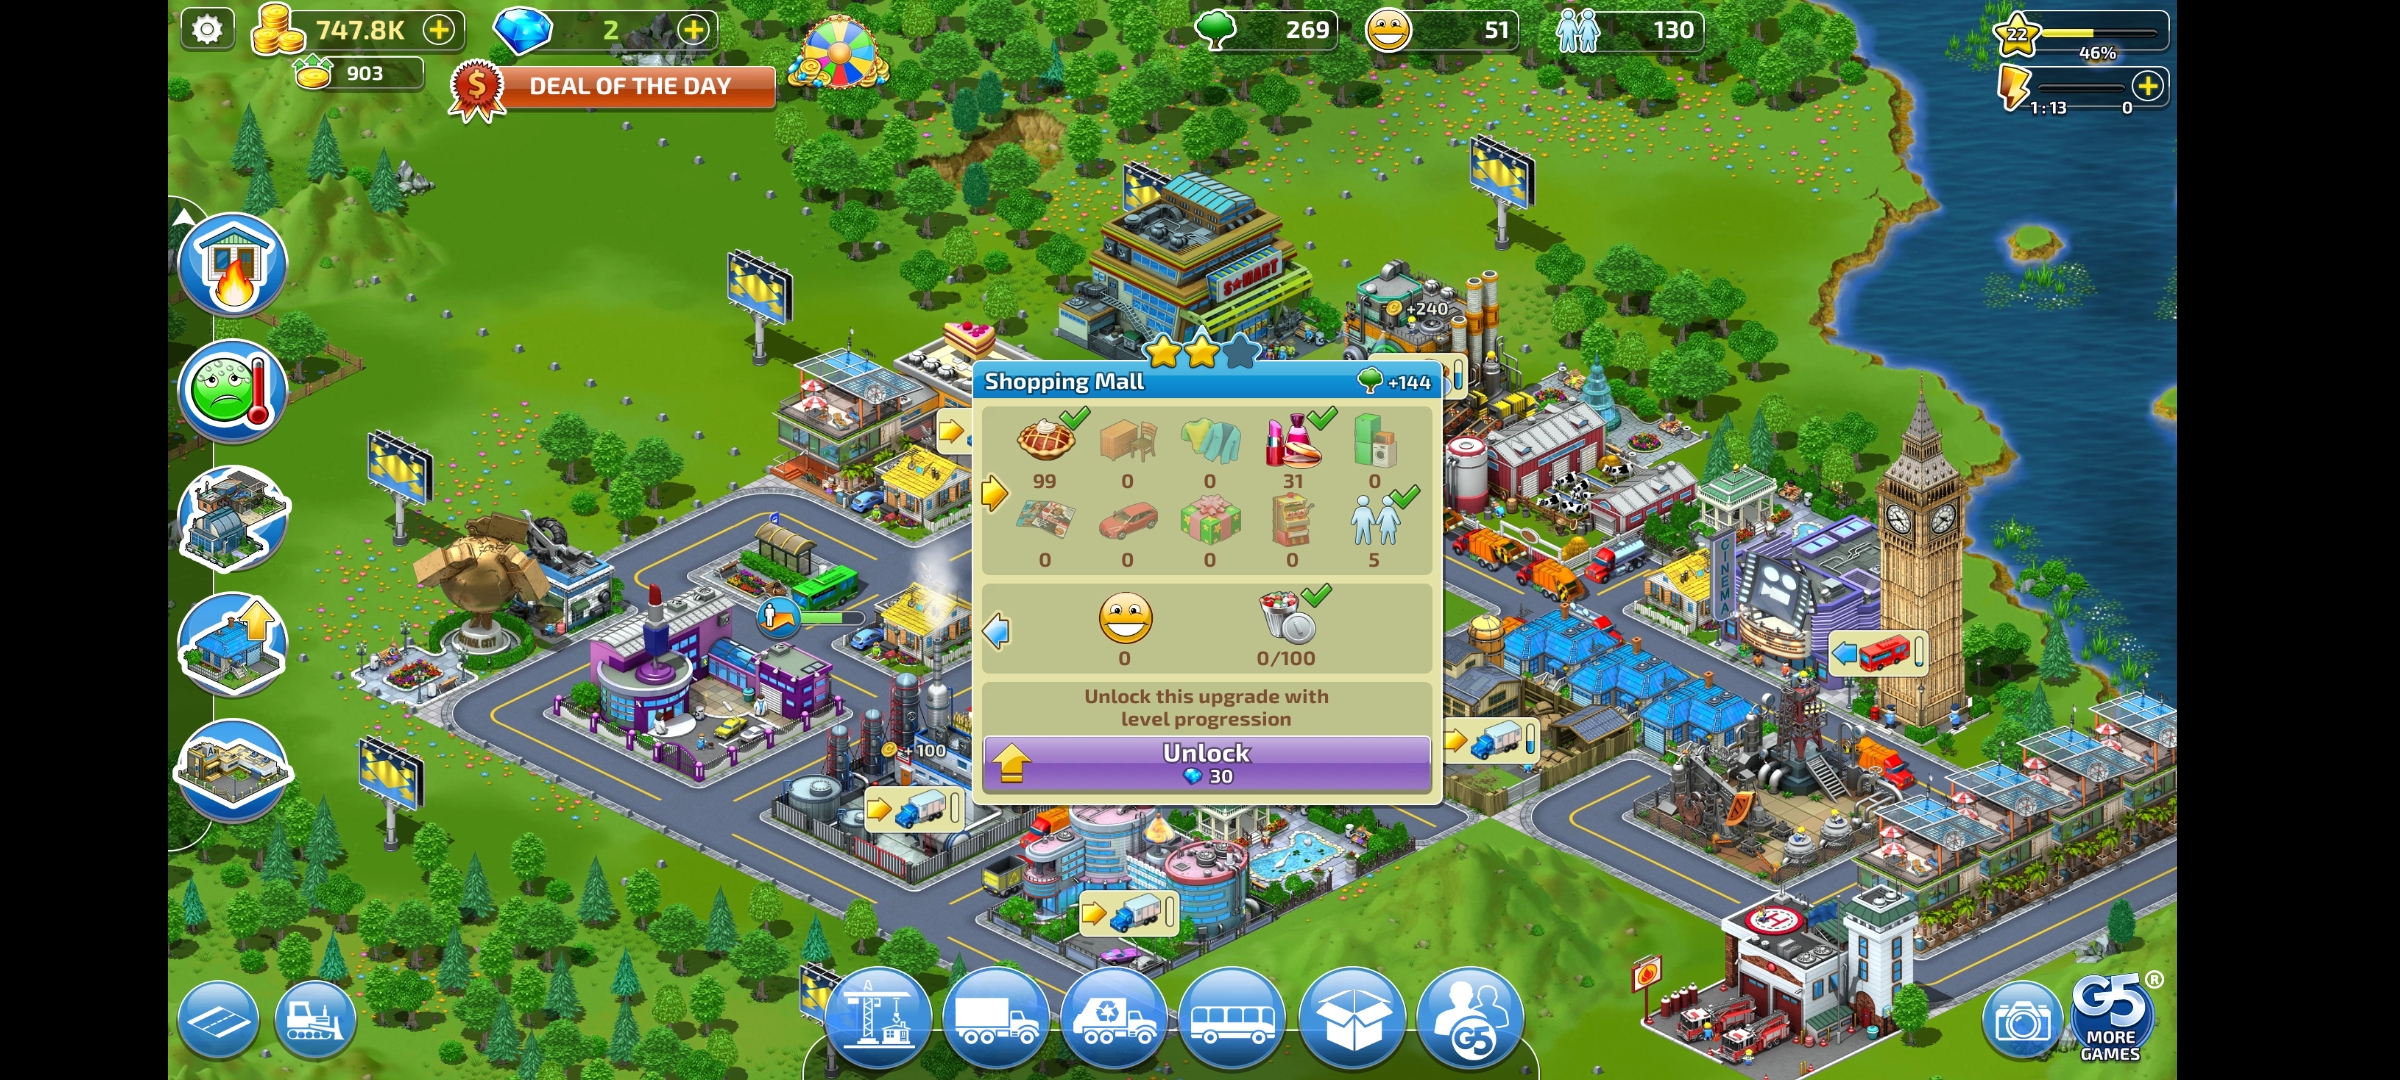 747.8K
2
269
51
130
22
46%
903
DEAL OF THE DAY
1:13
0
S★MART
+240
Shopping Mall
+144
99
0
0
31
0
0
0
0
0
5
0
0/100
Unlock this upgrade with
level progression
Unlock
30
CINEMA
+100
H
A
G5
G5®
MORE
GAMES